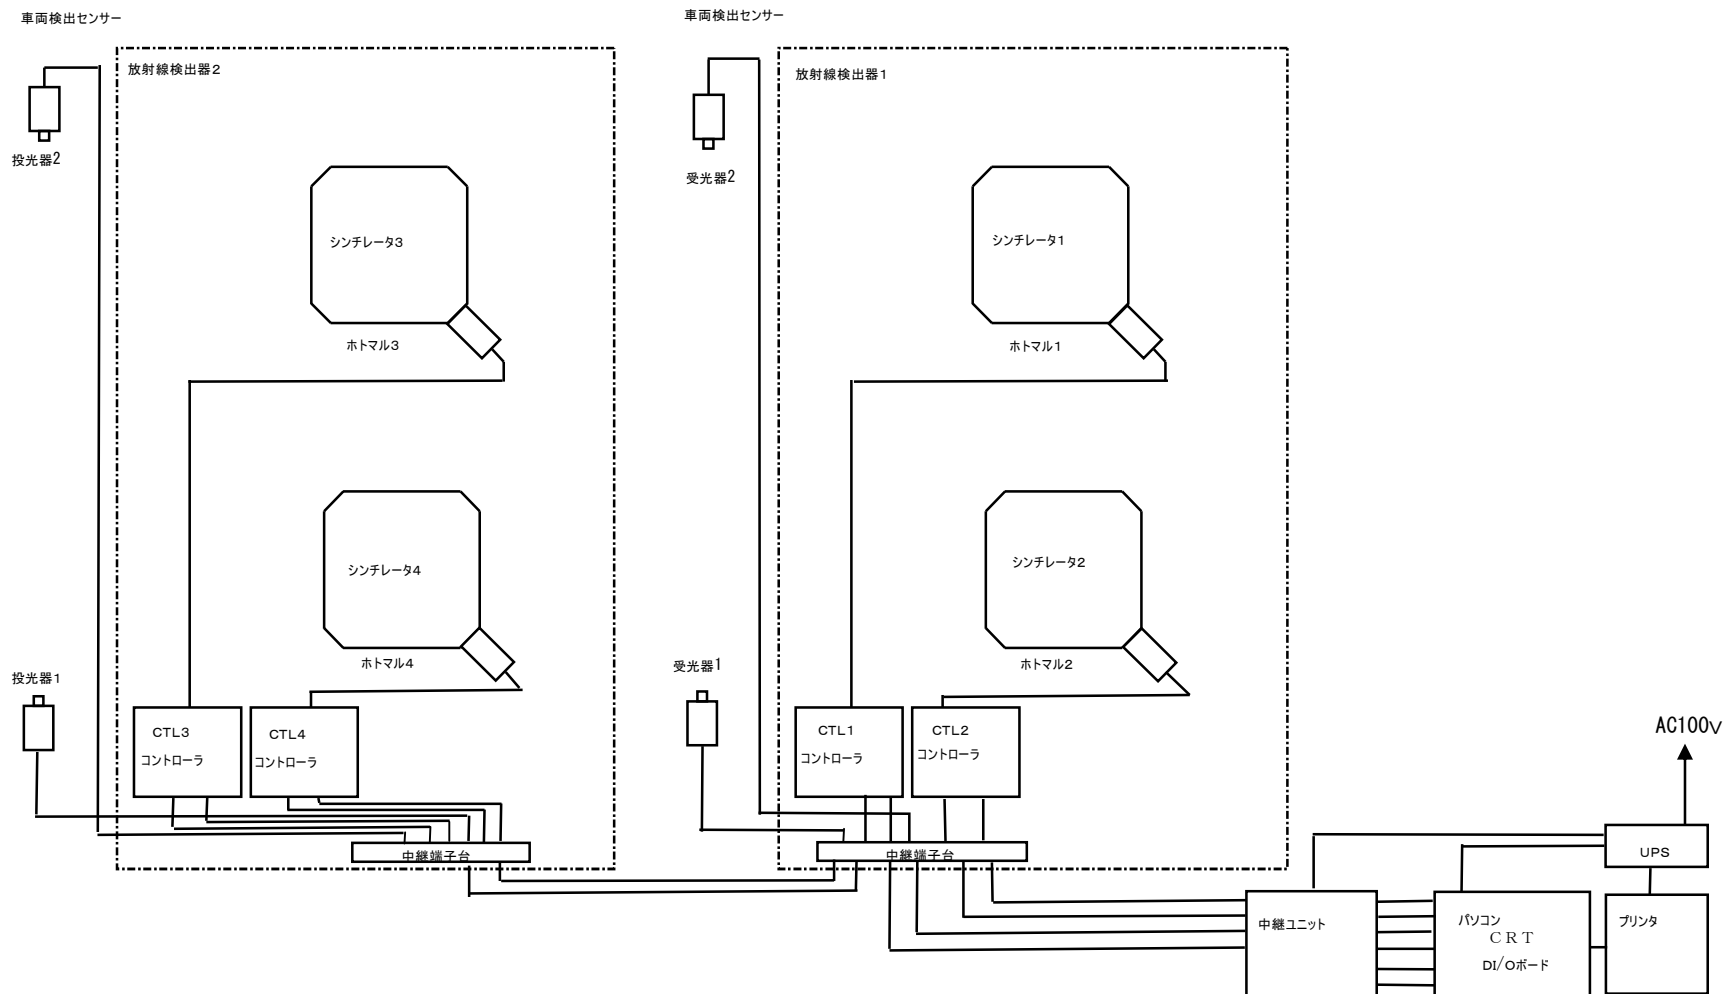 車両検出センサー
車両検出センサー
放射線検出器2
放射線検出器1
投光器2
受光器2
シンチレータ3
シンチレータ1
ホトマル3
ホトマル1
シンチレータ4
シンチレータ2
ホトマル4
ホトマル2
投光器1
受光器1
CTL3
コントローラ
CTL4
コントローラ
CTL1
コントローラ
CTL2
コントローラ
AC100V
中継端子台
中継端子台
UPS
中継ユニット
パソコン
CRT
DI/Oボード
プリンタ